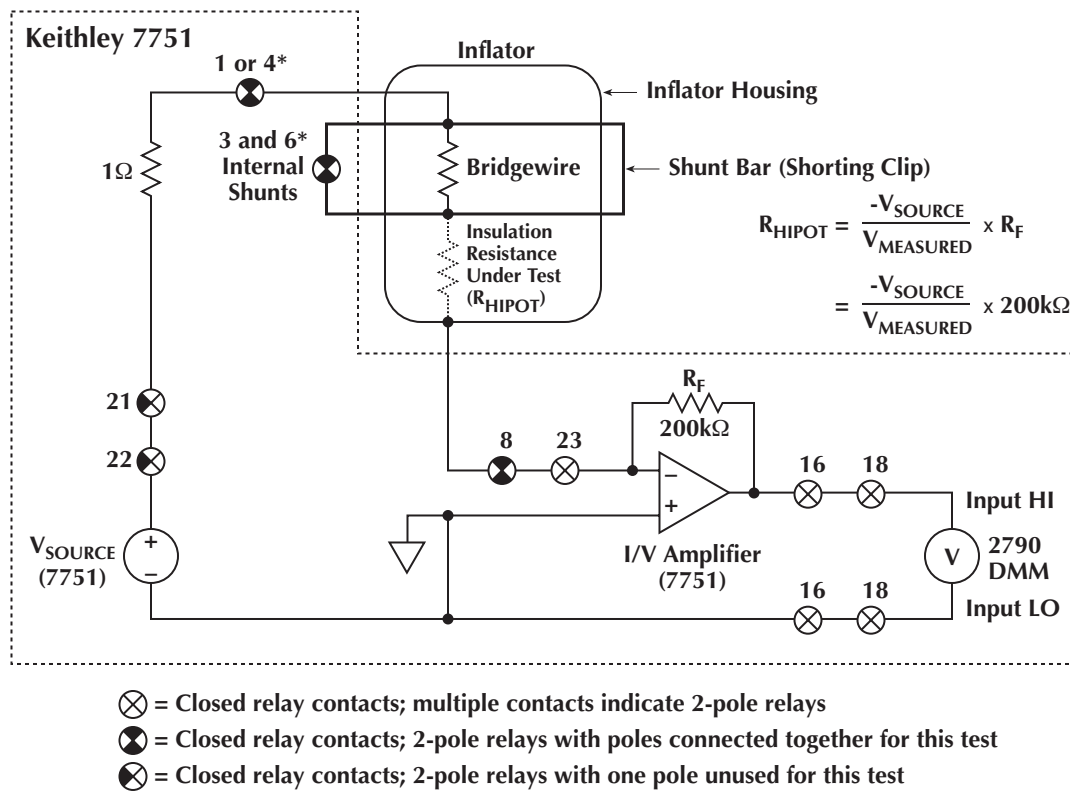 Keithley 7751
1 or 4*
Inflator
Inflator Housing
3 and 6*
Internal
Shunts
1Ω
Bridgewire
Shunt Bar (Shorting Clip)
Insulation
Resistance
Under Test
(RHIPOT)
RHIPOT = -VSOURCE / VMEASURED x RF
= -VSOURCE / VMEASURED x 200kΩ
21
22
RF
200kΩ
8
23
16
18
−
+
Input HI
VSOURCE
(7751)
+
−
I/V Amplifier
(7751)
V
2790
DMM
16
18
Input LO
= Closed relay contacts; multiple contacts indicate 2-pole relays
= Closed relay contacts; 2-pole relays with poles connected together for this test
= Closed relay contacts; 2-pole relays with one pole unused for this test